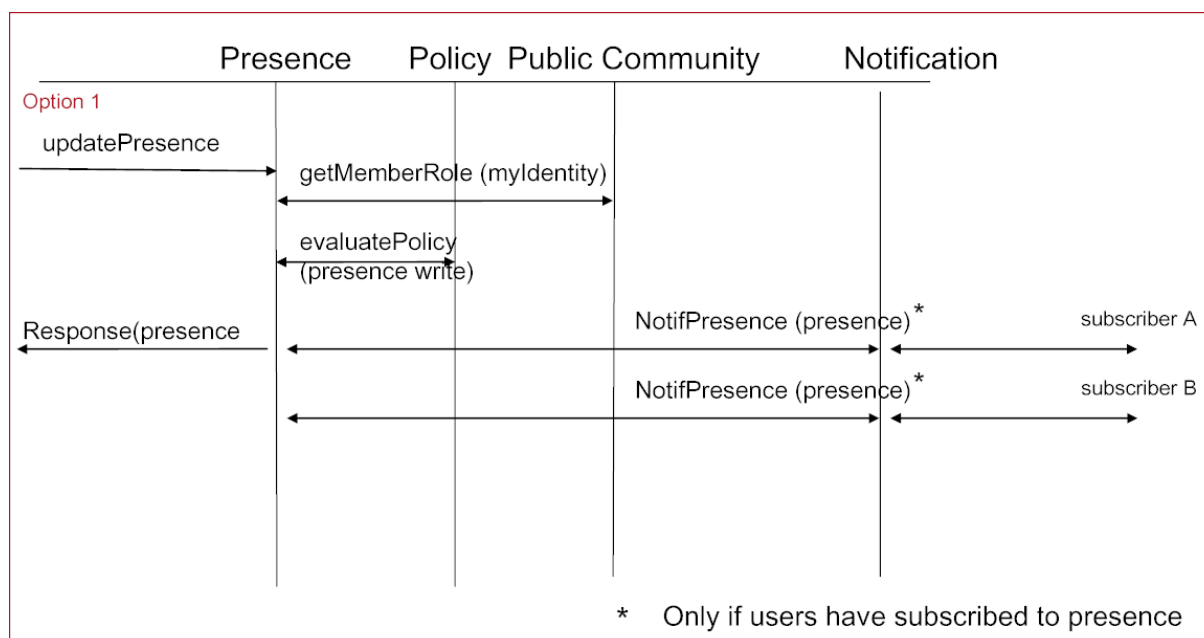 Presence Policy Public Community Notification
Option 1
updatePresence
getMemberRole (myIdentity)
evaluatePolicy
(presence write)
Response(presence
NotifPresence (presence)*
subscriber A
NotifPresence (presence)*
subscriber B
* Only if users have subscribed to presence